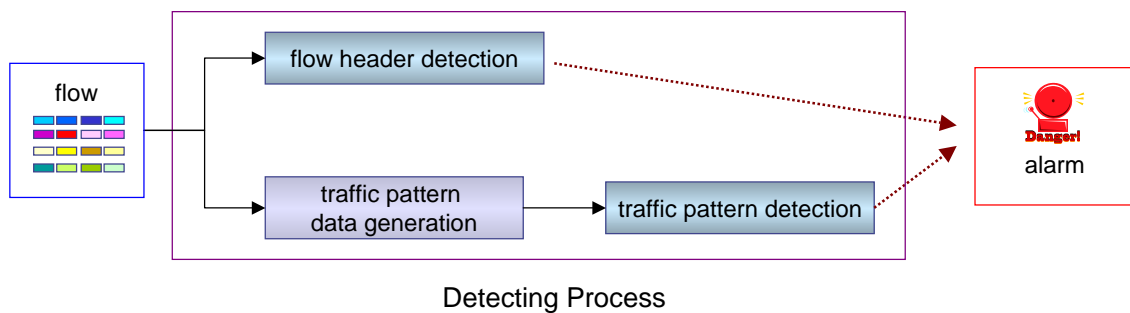 flow header detection
flow
Danger!
alarm
traffic pattern
data generation
traffic pattern detection
Detecting Process